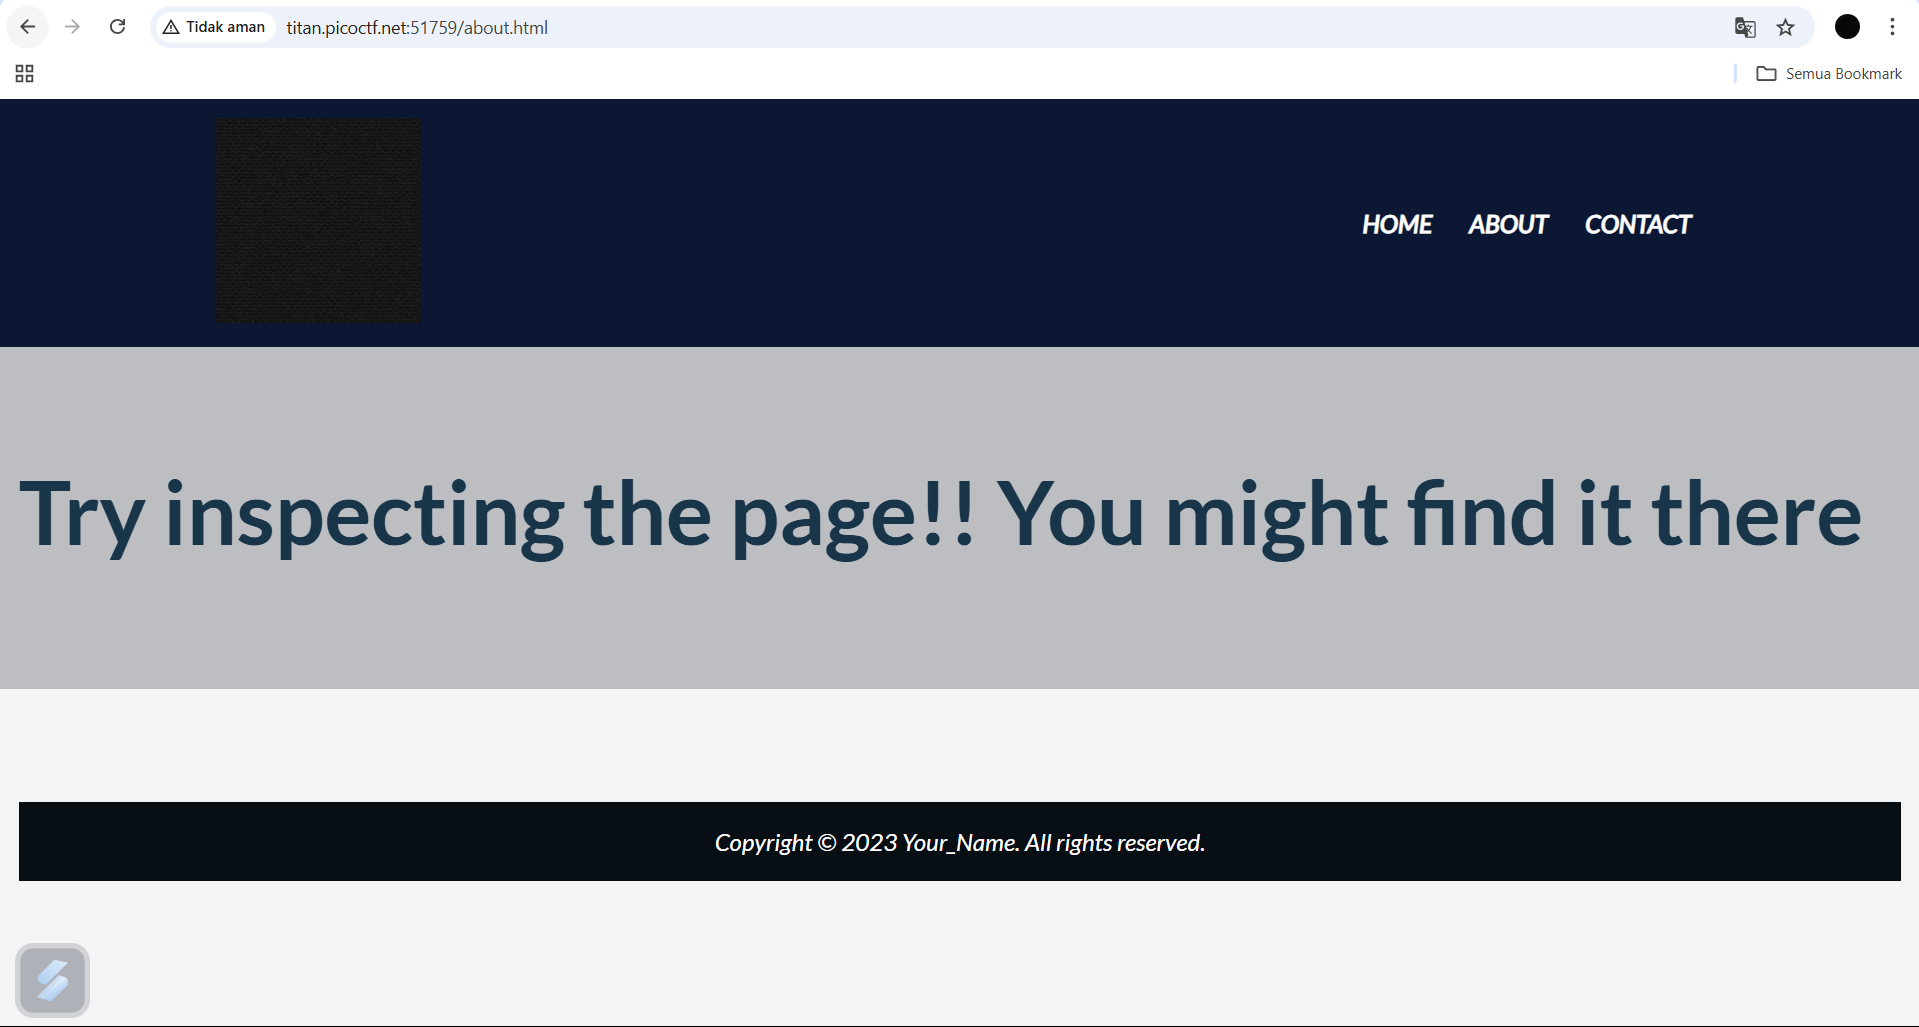 Tidak aman titan.picoctf.net:51759/about.html
Semua Bookmark
HOME ABOUT CONTACT
Try inspecting the page!! You might find it there
Copyright © 2023 Your_Name. All rights reserved.